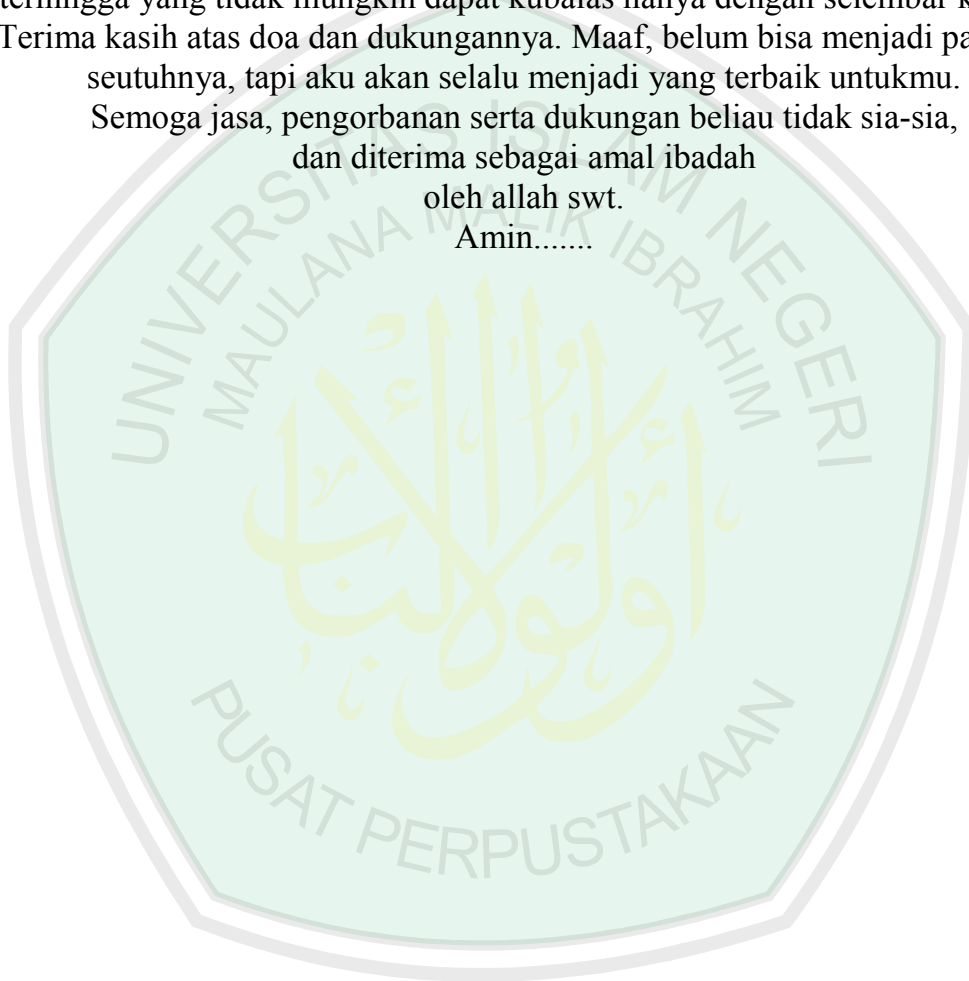 yang tidak mungkin dapat kubalas hanya dengan selembar
Terima kasih atas doa dan dukungannya. Maaf, belum bisa menjadi
seutuhnya, tapi aku akan selalu menjadi yang terbaik untukmu.
Semoga jasa, pengorbanan serta dukungan beliau tidak sia-sia,
dan diterima sebagai amal ibadah
oleh allah swt.
Amin.......
UNIVERSITAS ISLAM NEGERI
MAULANA MALIK IBRAHIM
PUSAT PERPUSTAKAAN